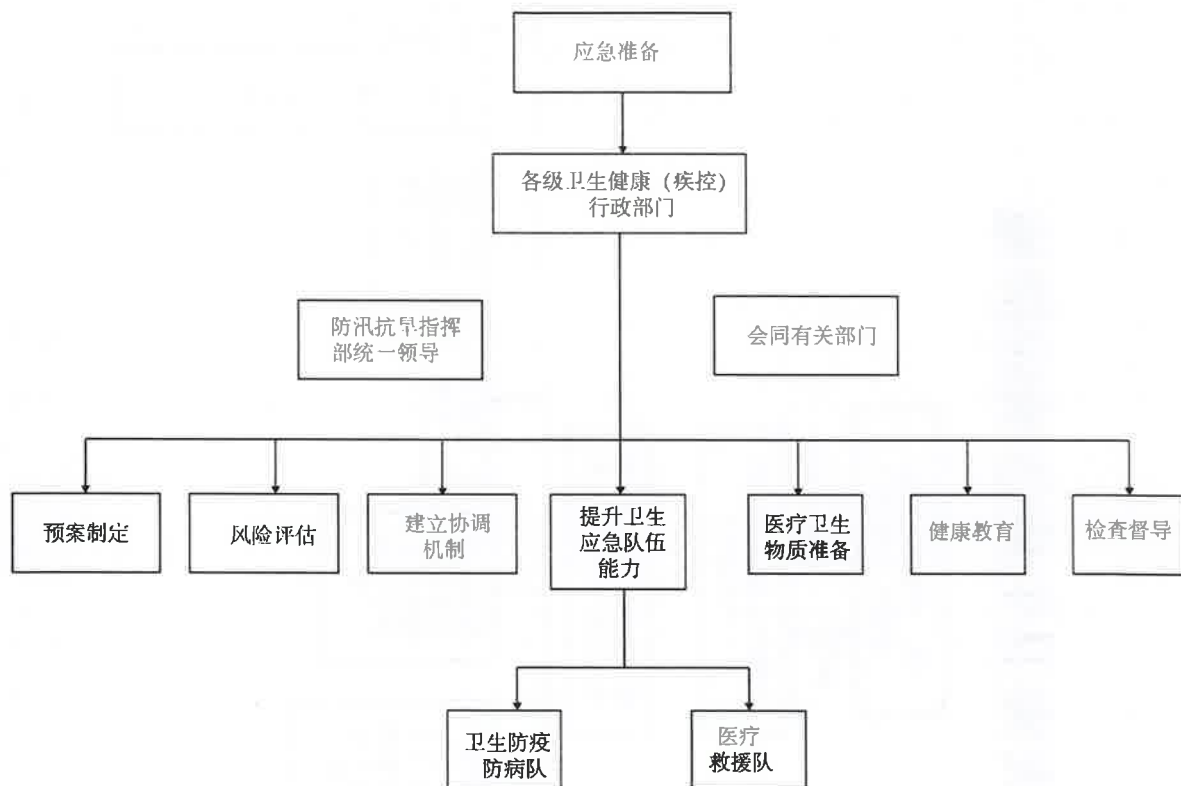 应急准备
各级卫生健康（疾控）
行政部门
防汛抗旱指挥
部统一领导
会同有关部门
预案制定
风险评估
建立协调
机制
提升卫生
应急队伍
能力
医疗卫生
物质准备
健康教育
检查督导
卫生防疫
防病队
医疗
救援队